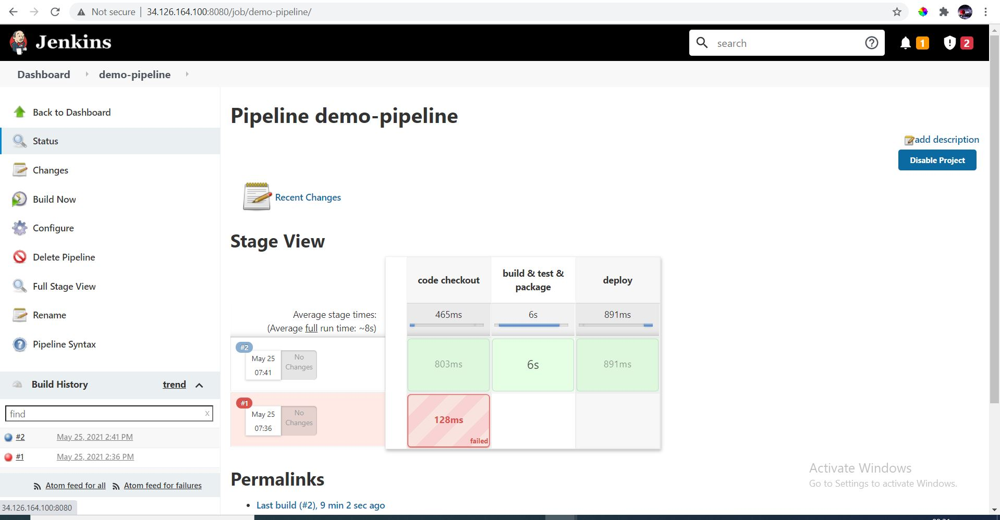 Not secure | 34.126.164.100:8080/job/demo-pipeline/
Jenkins
search
1
2
Dashboard
demo-pipeline
Back to Dashboard
Status
Changes
Build Now
Configure
Delete Pipeline
Full Stage View
Rename
Pipeline Syntax
Build History
trend
find
x
#2 May 25, 2021 2:41 PM
#1 May 25, 2021 2:36 PM
Atom feed for all
Atom feed for failures
34.126.164.100:8080
Pipeline demo-pipeline
add description
Disable Project
Recent Changes
Stage View
code checkout
build & test &
package
deploy
Average stage times:
(Average full run time: ~8s)
465ms
6s
891ms
#2
May 25
07:41
No
Changes
803ms
6s
891ms
#1
May 25
07:36
No
Changes
128ms
failed
Permalinks
Last build (#2), 9 min 2 sec ago
Activate Windows
Go to Settings to activate Windows.